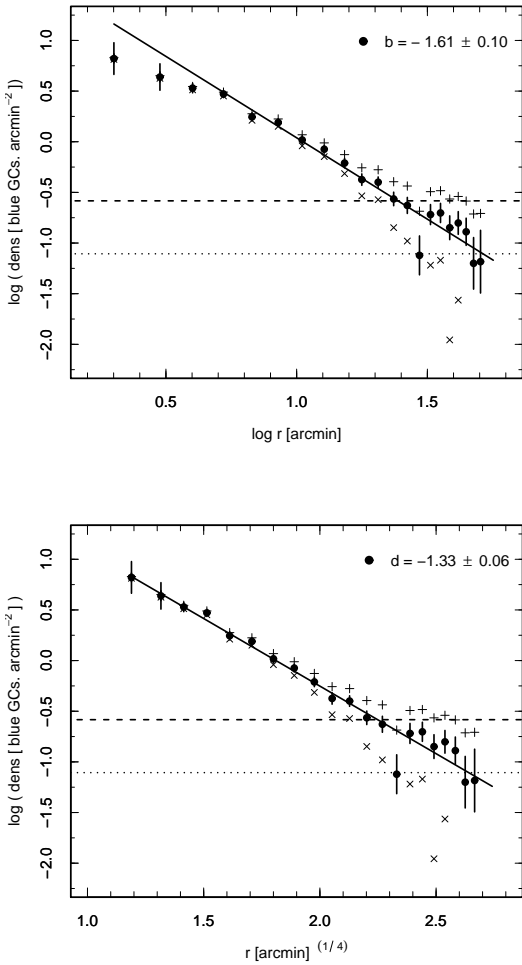 1.0
0.5
0.0
−0.5
−1.0
−1.5
−2.0
log ( dens [ blue GCs. arcmin−2 ])
b = − 1.61 ± 0.10
0.5 1.0 1.5
log r [arcmin]
1.0
0.5
0.0
−0.5
−1.0
−1.5
−2.0
log ( dens [ blue GCs. arcmin−2 ] )
d = −1.33 ± 0.06
1.0 1.5 2.0 2.5
r [arcmin] (1/4)